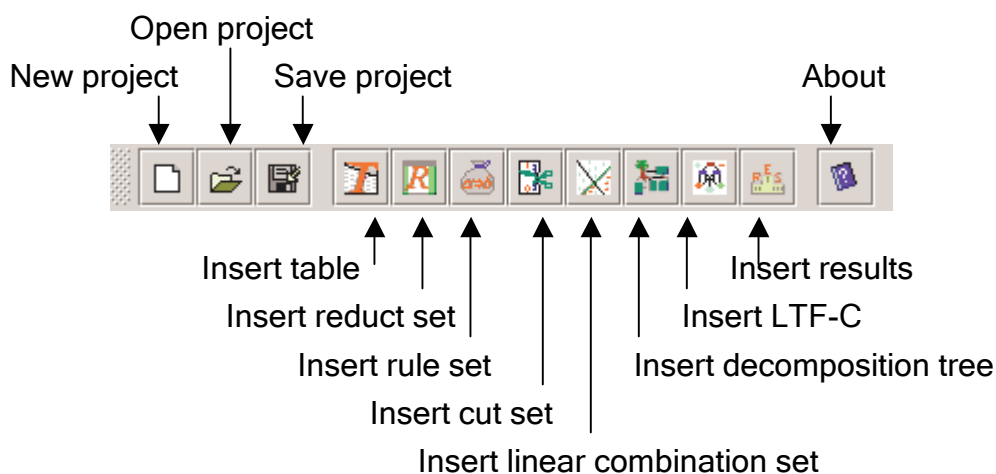 Open project
New project
Save project
About
T
R
a=>d
RES
Insert table
Insert results
Insert reduct set
Insert LTF-C
Insert rule set
Insert decomposition tree
Insert cut set
Insert linear combination set